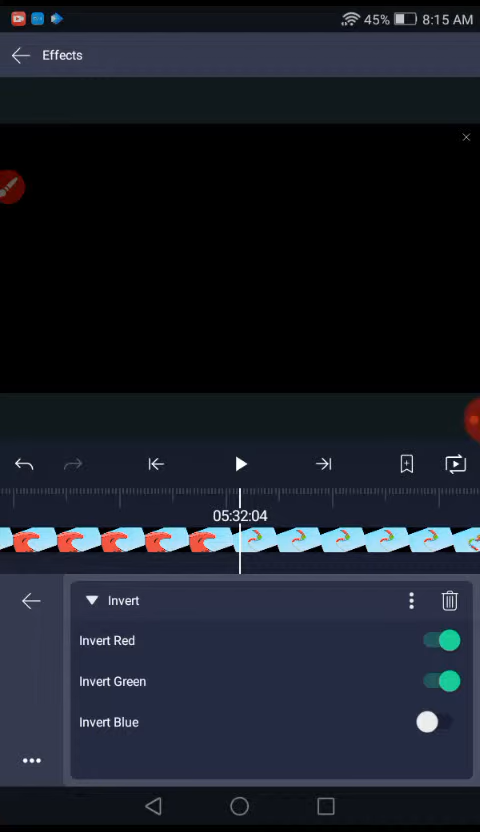 45% 8:15 AM
Effects
05:32:04
Invert
Invert Red
Invert Green
Invert Blue